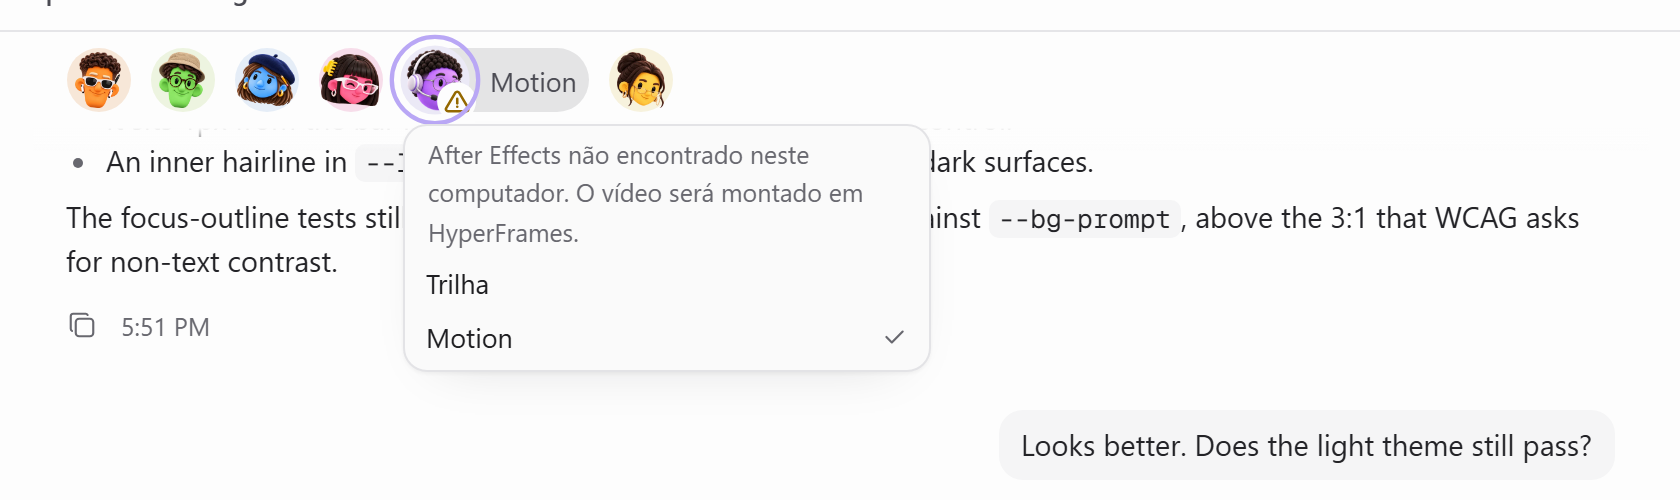 Motion
After Effects não encontrado neste
computador. O vídeo será montado em
HyperFrames.
Trilha
Motion
An inner hairline in
dark surfaces.
The focus-outline tests
--bg-prompt, above the 3:1 that WCAG asks
for non-text contrast.
5:51 PM
Looks better. Does the light theme still pass?